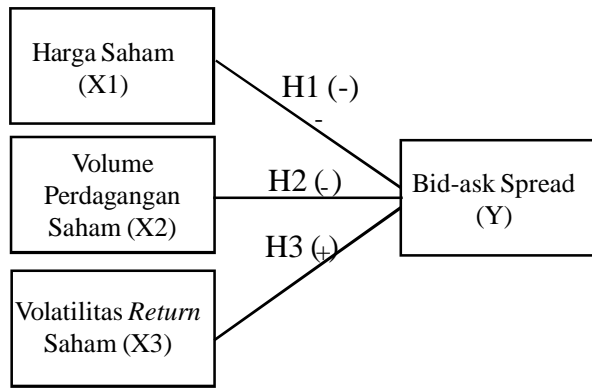 Harga Saham
(X1)
H1 (-)
-
Volume
Perdagangan
Saham (X2)
H2 (-)
Bid-ask Spread
(Y)
H3 (+)
Volatilitas Return
Saham (X3)